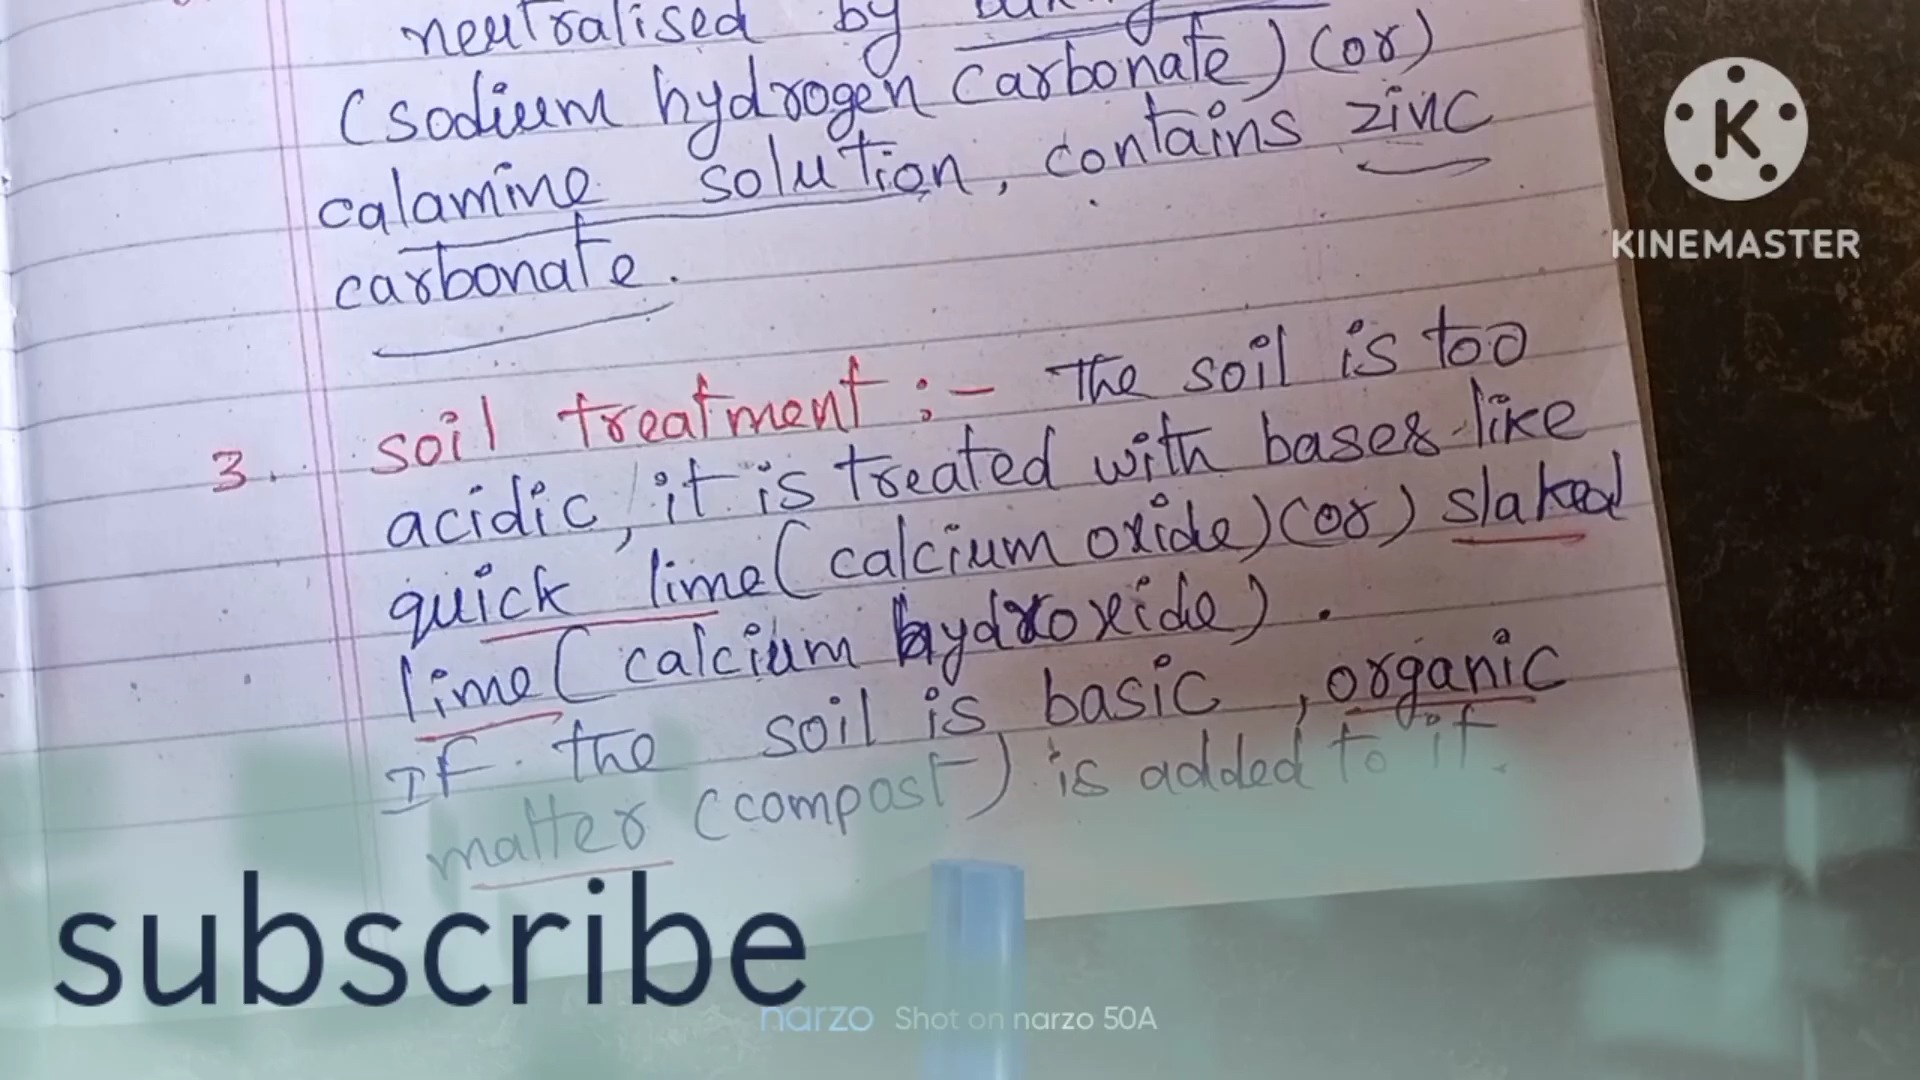 neutralised by
(sodium hydrogen carbonate) (or)
calamine solution, contains zinc
carbonate.
3. soil treatment :- The soil is too
acidic, it is treated with bases like
quick lime (calcium oxide) (or) slaked
lime (calcium hydroxide).
If the soil is basic, organic
matter (compost) is added to it.
K
KINEMASTER
subscribe
narzo Shot on narzo 50A